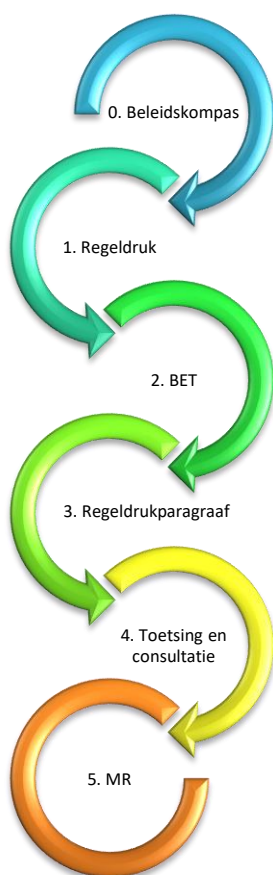 0. Beleidskompas
1. Regeldruk
2. BET
3. Regeldrukparagraaf
4. Toetsing en
consultatie
5. MR